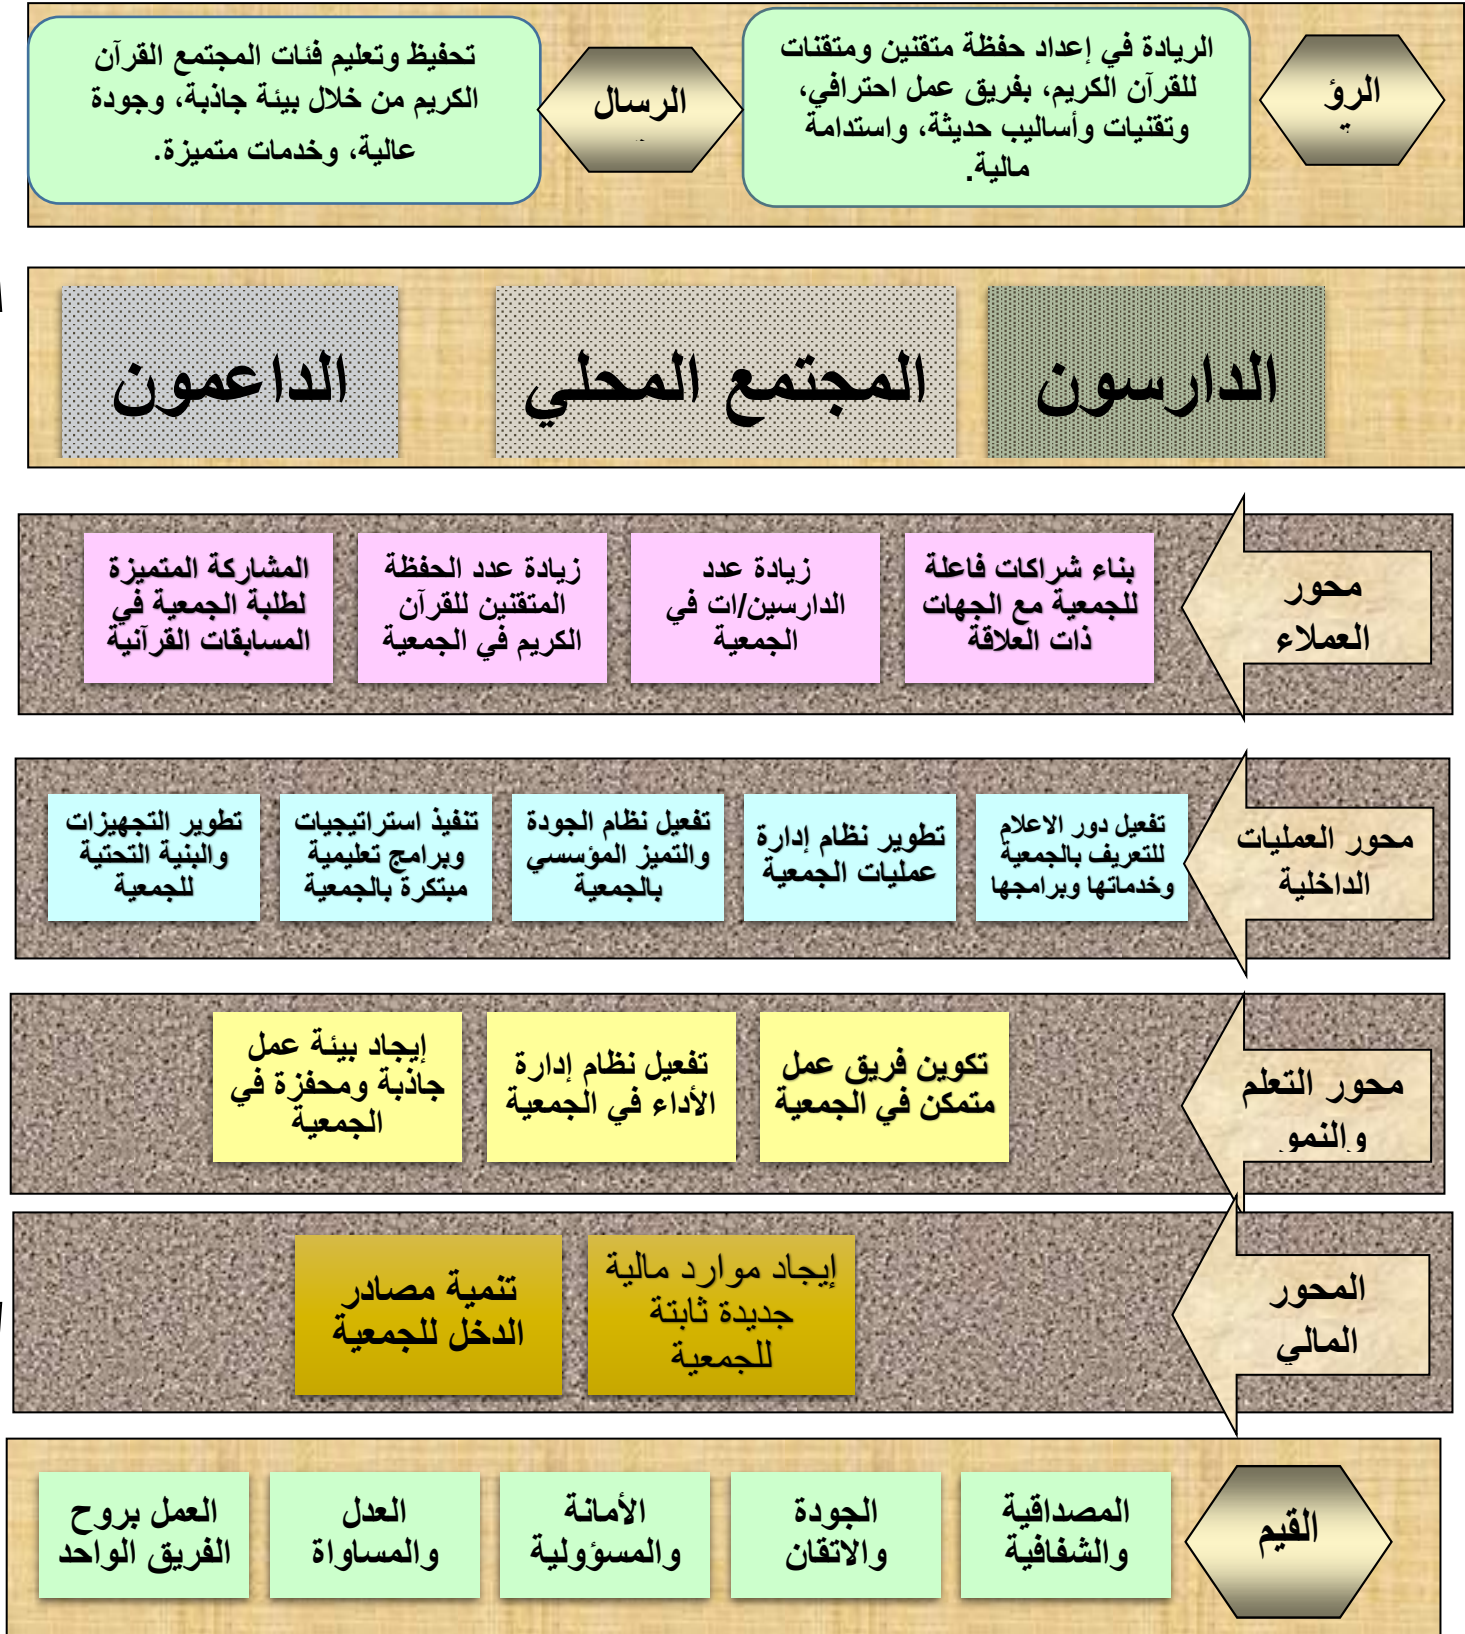 الرؤ
الريادة في إعداد حفظة متقنين ومتقنات
للقرآن الكريم، بفريق عمل احترافي،
وتقنيات وأساليب حديثة، واستدامة
مالية.
الرسال
تحفيظ وتعليم فئات المجتمع القرآن
الكريم من خلال بيئة جاذبة، وجودة
عالية، وخدمات متميزة.
الدارسون
المجتمع المحلي
الداعمون
محور
العملاء
بناء شراكات فاعلة
للجمعية مع الجهات
ذات العلاقة
زيادة عدد
الدارسين/ات في
الجمعية
زيادة عدد الحفظة
المتقنين للقرآن
الكريم في الجمعية
المشاركة المتميزة
لطلبة الجمعية في
المسابقات القرآنية
محور العمليات
الداخلية
تفعيل دور الاعلام
للتعريف بالجمعية
وخدماتها وبرامجها
تطوير نظام إدارة
عمليات الجمعية
تفعيل نظام الجودة
والتميز المؤسسي
بالجمعية
تنفيذ استراتيجيات
وبرامج تعليمية
مبتكرة بالجمعية
تطوير التجهيزات
والبنية التحتية
للجمعية
محور التعلم
والنمو
تكوين فريق عمل
متمكن في الجمعية
تفعيل نظام إدارة
الأداء في الجمعية
إيجاد بيئة عمل
جاذبة ومحفزة في
الجمعية
المحور
المالي
إيجاد موارد مالية
جديدة ثابتة
للجمعية
تنمية مصادر
الدخل للجمعية
القيم
المصداقية
والشفافية
الجودة
والاتقان
الأمانة
والمسؤولية
العدل
والمساواة
العمل بروح
الفريق الواحد